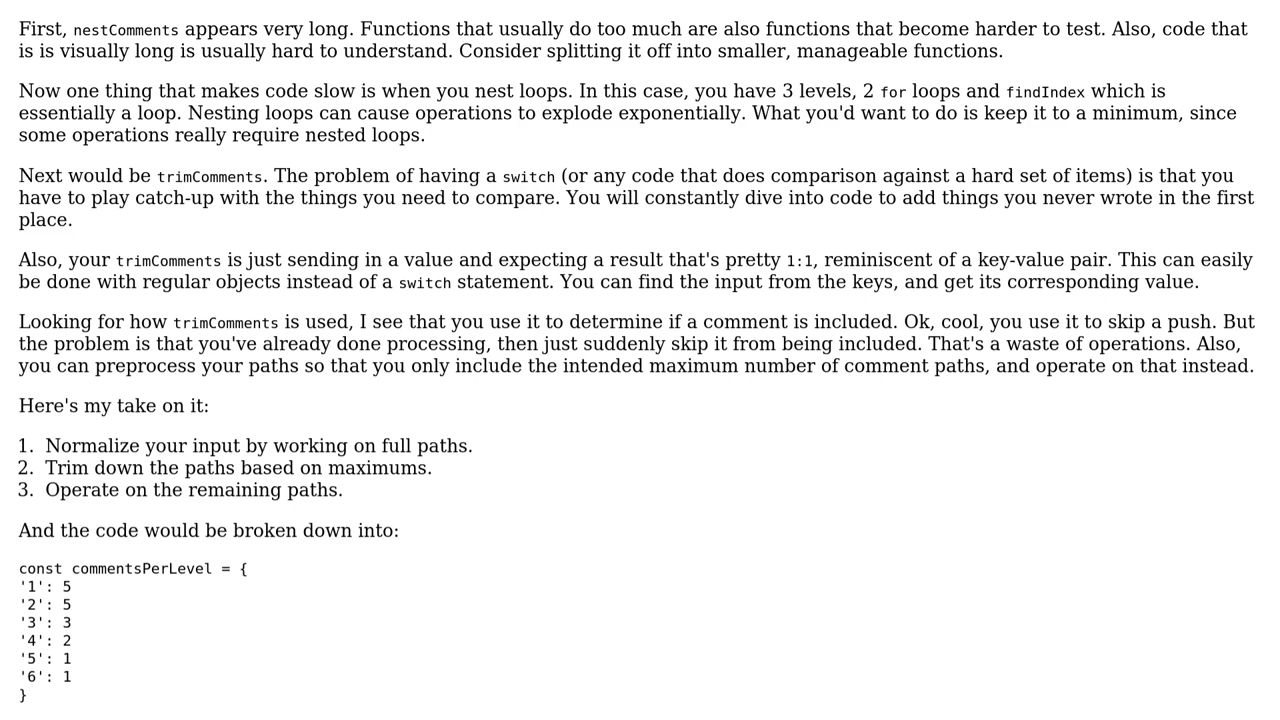 First, nestComments appears very long. Functions that usually do too much are also functions that become harder to test. Also, code that
is is visually long is usually hard to understand. Consider splitting it off into smaller, manageable functions.
Now one thing that makes code slow is when you nest loops. In this case, you have 3 levels, 2 for loops and findIndex which is
essentially a loop. Nesting loops can cause operations to explode exponentially. What you'd want to do is keep it to a minimum, since
some operations really require nested loops.
Next would be trimComments. The problem of having a switch (or any code that does comparison against a hard set of items) is that you
have to play catch-up with the things you need to compare. You will constantly dive into code to add things you never wrote in the first
place.
Also, your trimComments is just sending in a value and expecting a result that's pretty 1:1, reminiscent of a key-value pair. This can easily
be done with regular objects instead of a switch statement. You can find the input from the keys, and get its corresponding value.
Looking for how trimComments is used, I see that you use it to determine if a comment is included. Ok, cool, you use it to skip a push. But
the problem is that you've already done processing, then just suddenly skip it from being included. That's a waste of operations. Also,
you can preprocess your paths so that you only include the intended maximum number of comment paths, and operate on that instead.
Here's my take on it:
1. Normalize your input by working on full paths.
2. Trim down the paths based on maximums.
3. Operate on the remaining paths.
And the code would be broken down into:
const commentsPerLevel = {
'1': 5
'2': 5
'3': 3
'4': 2
'5': 1
'6': 1
}